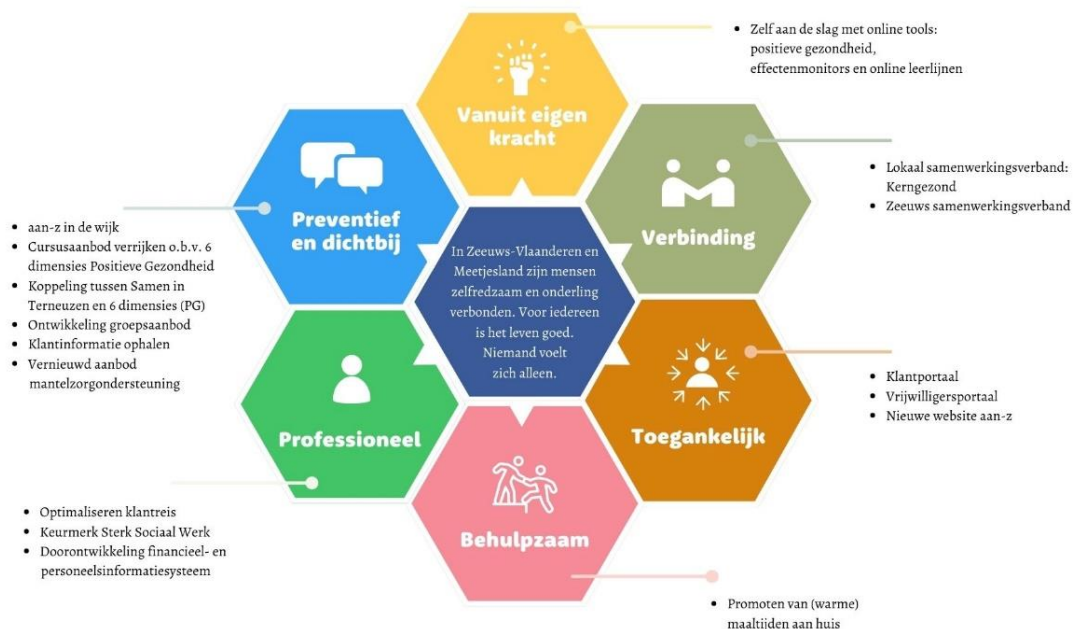 Vanuit eigen
kracht
• Zelf aan de slag met online tools:
positieve gezondheid,
effectenmonitors en online leerlijnen
Verbinding
• Lokaal samenwerkingsverband:
Kerngezond
• Zeeuws samenwerkingsverband
Toegankelijk
• Klantportaal
• Vrijwilligersportaal
• Nieuwe website aan-z
Behulpzaam
• Promoten van (warme)
maaltijden aan huis
Professioneel
• Optimaliseren klantreis
• Keurmerk Sterk Sociaal Werk
• Doorontwikkeling financieel- en
personeelsinformatiesysteem
Preventief
en dichtbij
• aan-z in de wijk
• Cursusaanbod verrijken o.b.v. 6
dimensies Positieve Gezondheid
• Koppeling tussen Samen in
Terneuzen en 6 dimensies (PG)
• Ontwikkeling groepsaanbod
• Klantinformatie ophalen
• Vernieuwd aanbod
mantelzorgondersteuning
In Zeeuws-Vlaanderen en
Meetjesland zijn mensen
zelfredzaam en onderling
verbonden. Voor iedereen
is het leven goed.
Niemand voelt
zich alleen.